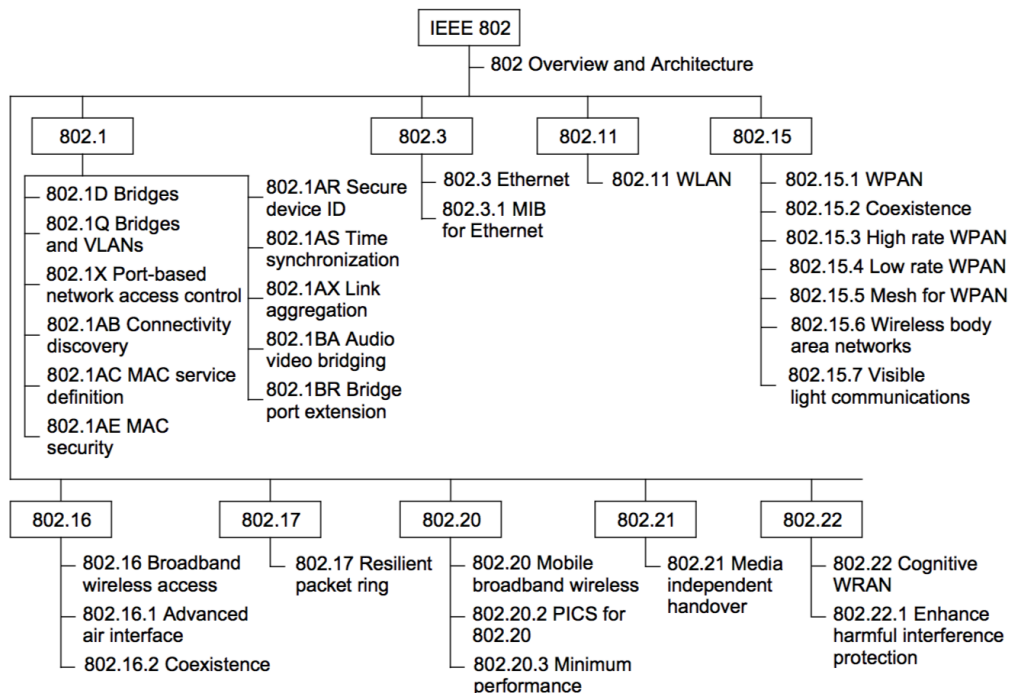 IEEE 802
802 Overview and Architecture
802.1
802.3
802.11
802.15
802.1D Bridges
802.1Q Bridges
and VLANs
802.1X Port-based
network access control
802.1AB Connectivity
discovery
802.1AC MAC service
definition
802.1AE MAC
security
802.1AR Secure
device ID
802.1AS Time
synchronization
802.1AX Link
aggregation
802.1BA Audio
video bridging
802.1BR Bridge
port extension
802.3 Ethernet
802.3.1 MIB
for Ethernet
802.11 WLAN
802.15.1 WPAN
802.15.2 Coexistence
802.15.3 High rate WPAN
802.15.4 Low rate WPAN
802.15.5 Mesh for WPAN
802.15.6 Wireless body
area networks
802.15.7 Visible
light communications
802.16
802.17
802.20
802.21
802.22
802.16 Broadband
wireless access
802.16.1 Advanced
air interface
802.16.2 Coexistence
802.17 Resilient
packet ring
802.20 Mobile
broadband wireless
802.20.2 PICS for
802.20
802.20.3 Minimum
performance
802.21 Media
independent
handover
802.22 Cognitive
WRAN
802.22.1 Enhance
harmful interference
protection